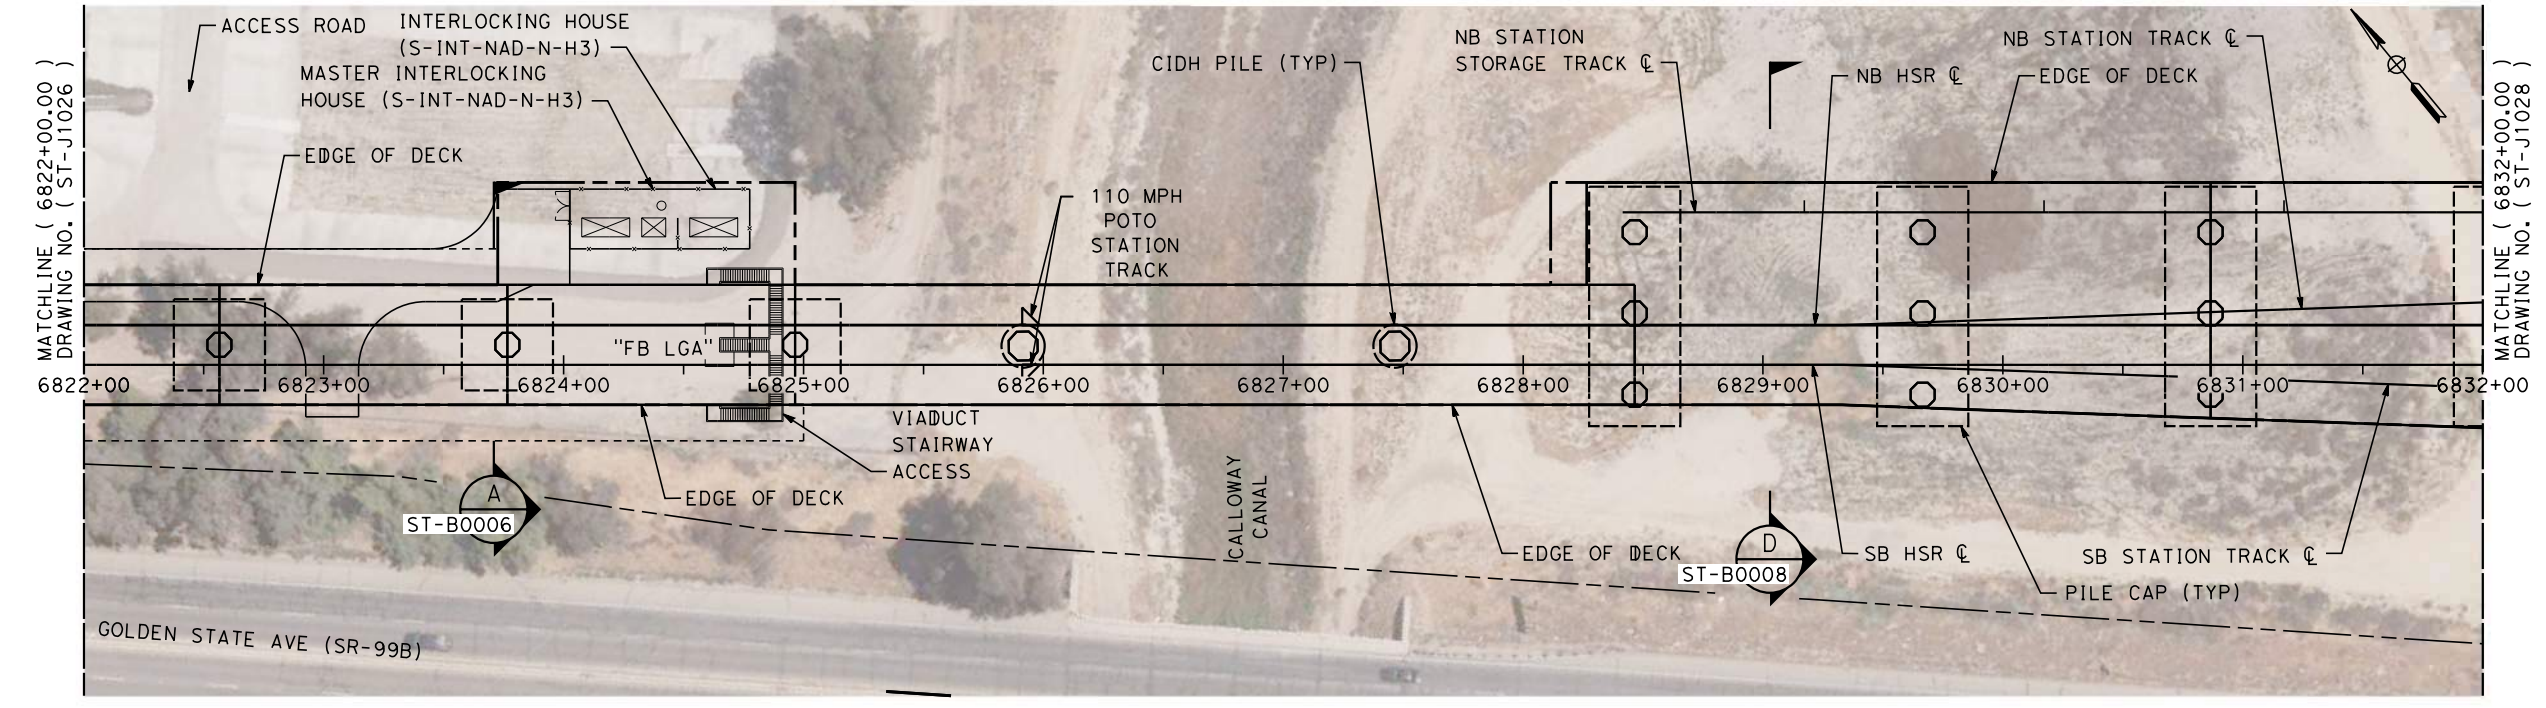 ACCESS ROAD
INTERLOCKING HOUSE
(S-INT-NAD-N-H3)
MASTER INTERLOCKING
HOUSE (S-INT-NAD-N-H3)
EDGE OF DECK
MATCHLINE ( 6822+00.00 )
DRAWING NO. ( ST-J1026 )
CIDH PILE (TYP)
NB STATION
STORAGE TRACK ℄
NB HSR ℄
NB STATION TRACK ℄
EDGE OF DECK
MATCHLINE ( 6832+00.00 )
DRAWING NO. ( ST-J1028 )
110 MPH
POTO
STATION
TRACK
"FB LGA"
6822+00
6823+00
6824+00
6825+00
6826+00
6827+00
6828+00
6829+00
6830+00
6831+00
6832+00
VIADUCT
STAIRWAY
ACCESS
EDGE OF DECK
A
ST-B0006
CALLOWAY
CANAL
EDGE OF DECK
D
ST-B0008
SB HSR ℄
SB STATION TRACK ℄
PILE CAP (TYP)
GOLDEN STATE AVE (SR-99B)